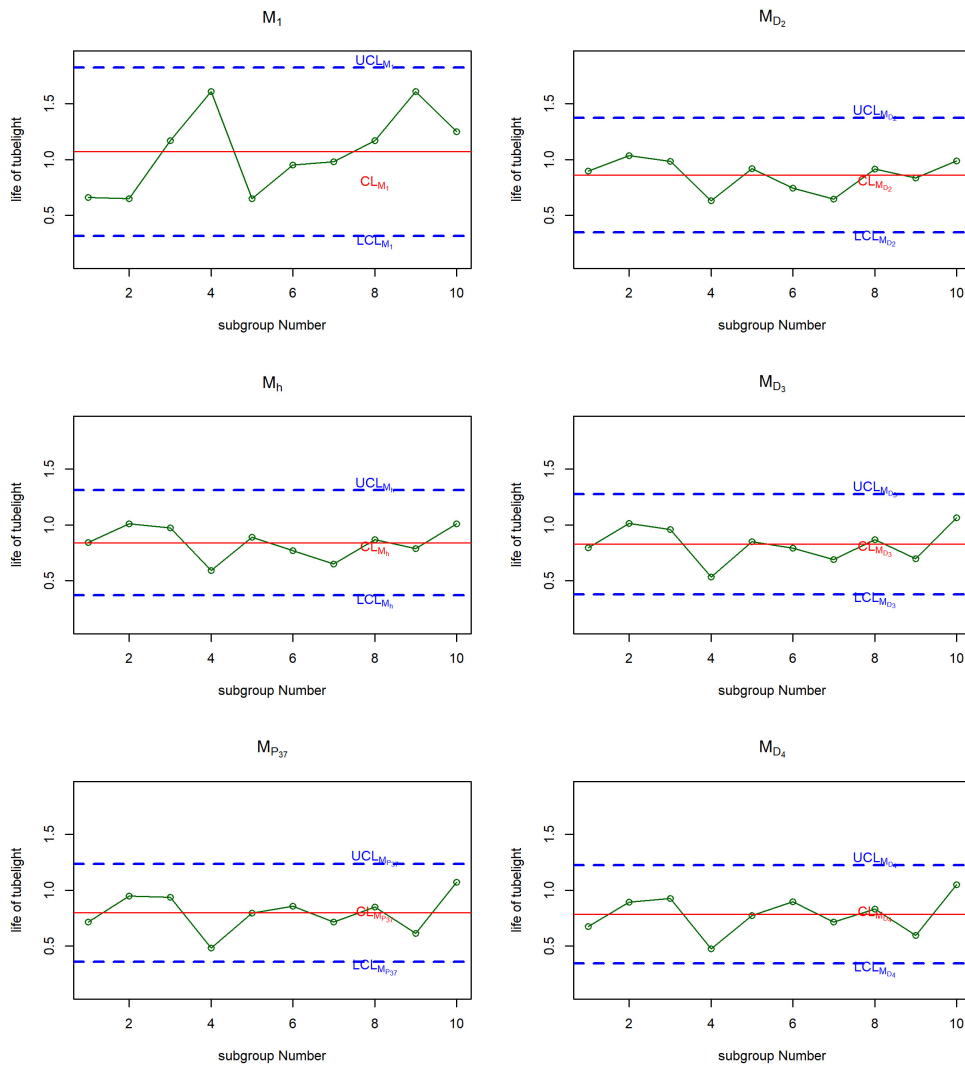 M1
life of tubelight
1.5
1.0
0.5
UCLM1
CLM1
LCLM1
2 4 6 8 10
subgroup Number
MD2
life of tubelight
1.5
1.0
0.5
UCLMD2
CLMD2
LCLMD2
2 4 6 8 10
subgroup Number
Mh
life of tubelight
1.5
1.0
0.5
UCLMh
CLMh
LCLMh
2 4 6 8 10
subgroup Number
MD3
life of tubelight
1.5
1.0
0.5
UCLMD3
CLMD3
LCLMD3
2 4 6 8 10
subgroup Number
MP37
life of tubelight
1.5
1.0
0.5
UCLMP37
CLMP37
LCLMP37
2 4 6 8 10
subgroup Number
MD4
life of tubelight
1.5
1.0
0.5
UCLMD4
CLMD4
LCLMD4
2 4 6 8 10
subgroup Number